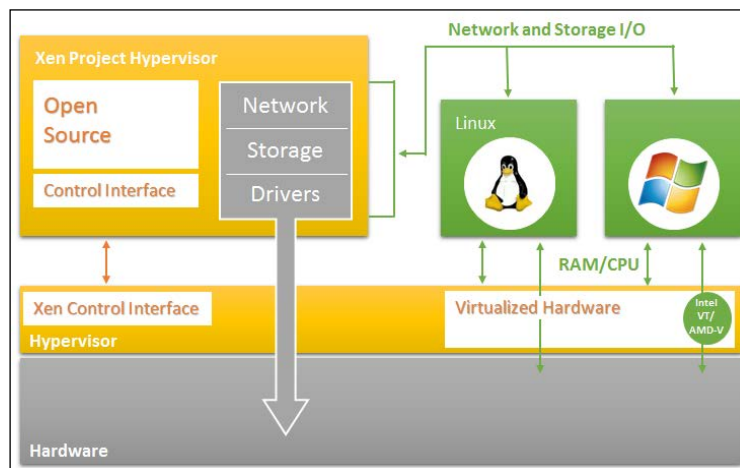 Network and Storage I/O
Xen Project Hypervisor
Open
Source
Control Interface
Network
Storage
Drivers
Linux
RAM/CPU
Xen Control Interface
Hypervisor
Virtualized Hardware
Intel
VT/
AMD-V
Hardware